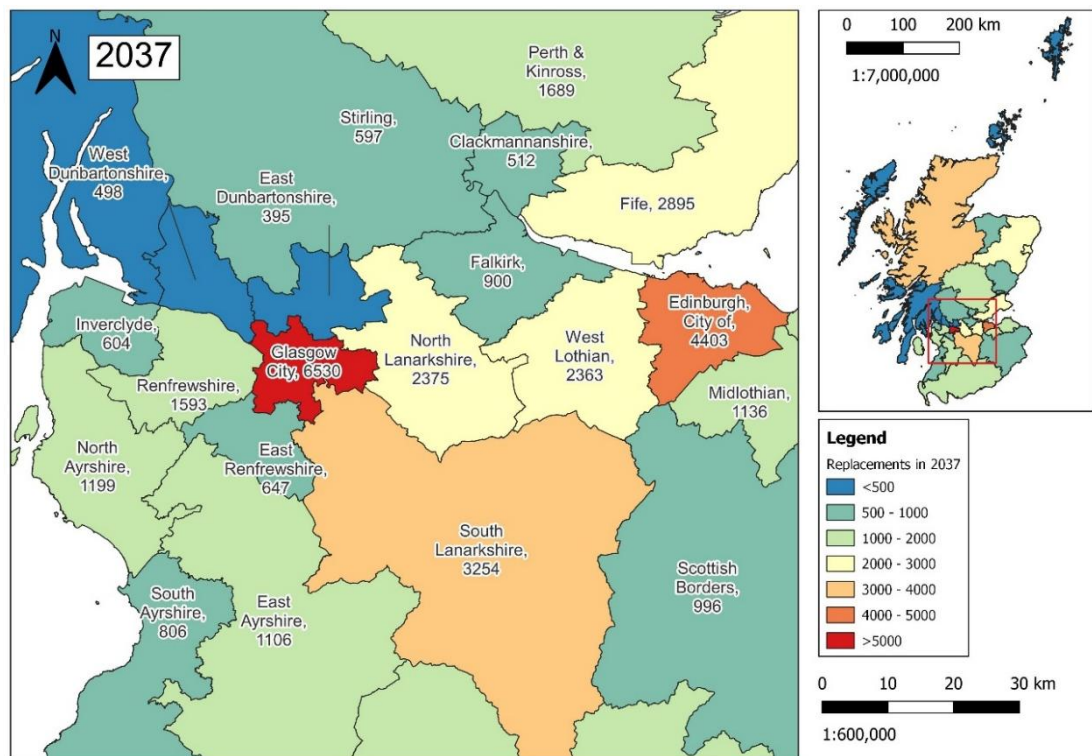 N
2037
Perth &
Kinross,
1689
Stirling,
597
Clackmannanshire,
512
West
Dunbartonshire,
498
East
Dunbartonshire,
395
Fife, 2895
Falkirk,
900
Edinburgh,
City of,
4403
Inverclyde,
604
Glasgow
City, 6530
North
Lanarkshire,
2375
West
Lothian,
2363
Renfrewshire,
1593
Midlothian,
1136
North
Ayrshire,
1199
East
Renfrewshire,
647
South
Lanarkshire,
3254
Scottish
Borders,
996
South
Ayrshire,
806
East
Ayrshire,
1106
0 100 200 km
1:7,000,000
Legend
Replacements in 2037
<500
500 - 1000
1000 - 2000
2000 - 3000
3000 - 4000
4000 - 5000
>5000
0 10 20 30 km
1:600,000